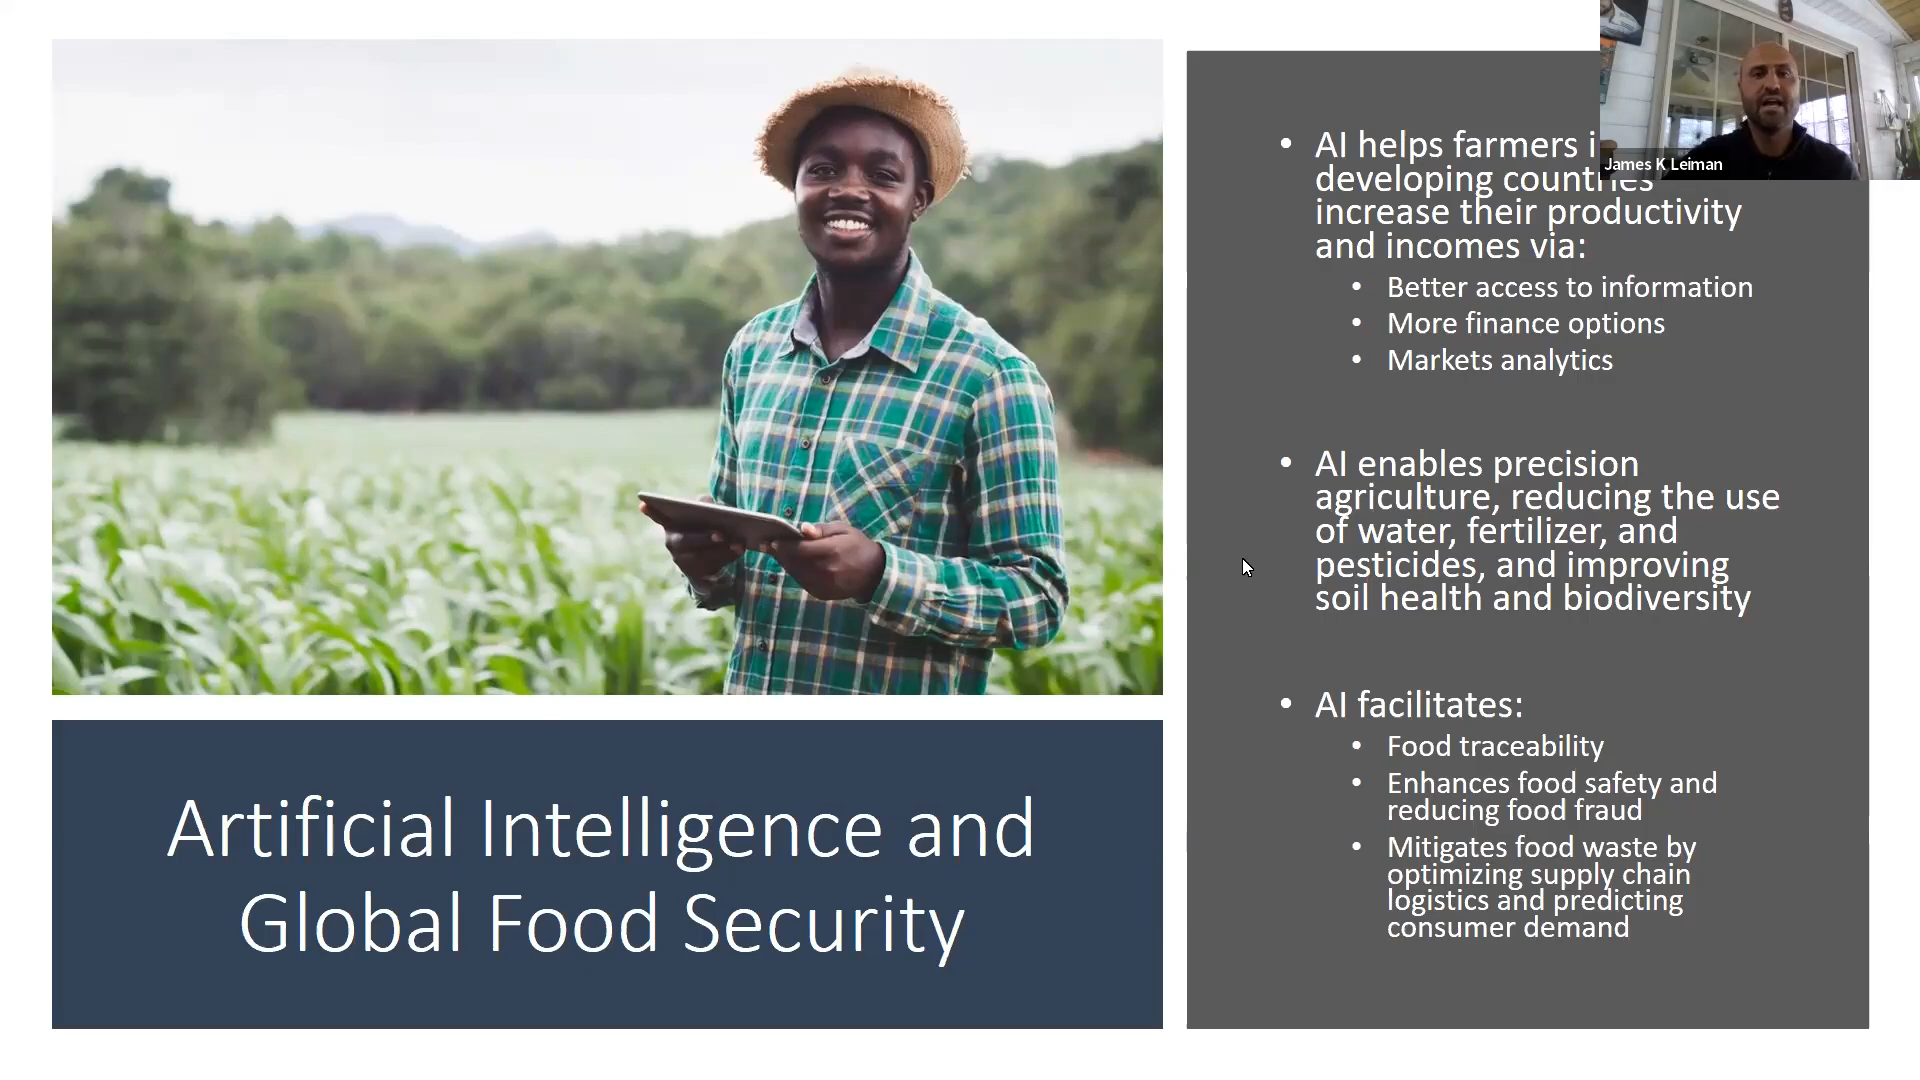 James K Leiman
• AI helps farmers i
developing countries
increase their productivity
and incomes via:
• Better access to information
• More finance options
• Markets analytics
• AI enables precision
agriculture, reducing the use
of water, fertilizer, and
pesticides, and improving
soil health and biodiversity
• AI facilitates:
• Food traceability
• Enhances food safety and
reducing food fraud
• Mitigates food waste by
optimizing supply chain
logistics and predicting
consumer demand
Artificial Intelligence and
Global Food Security